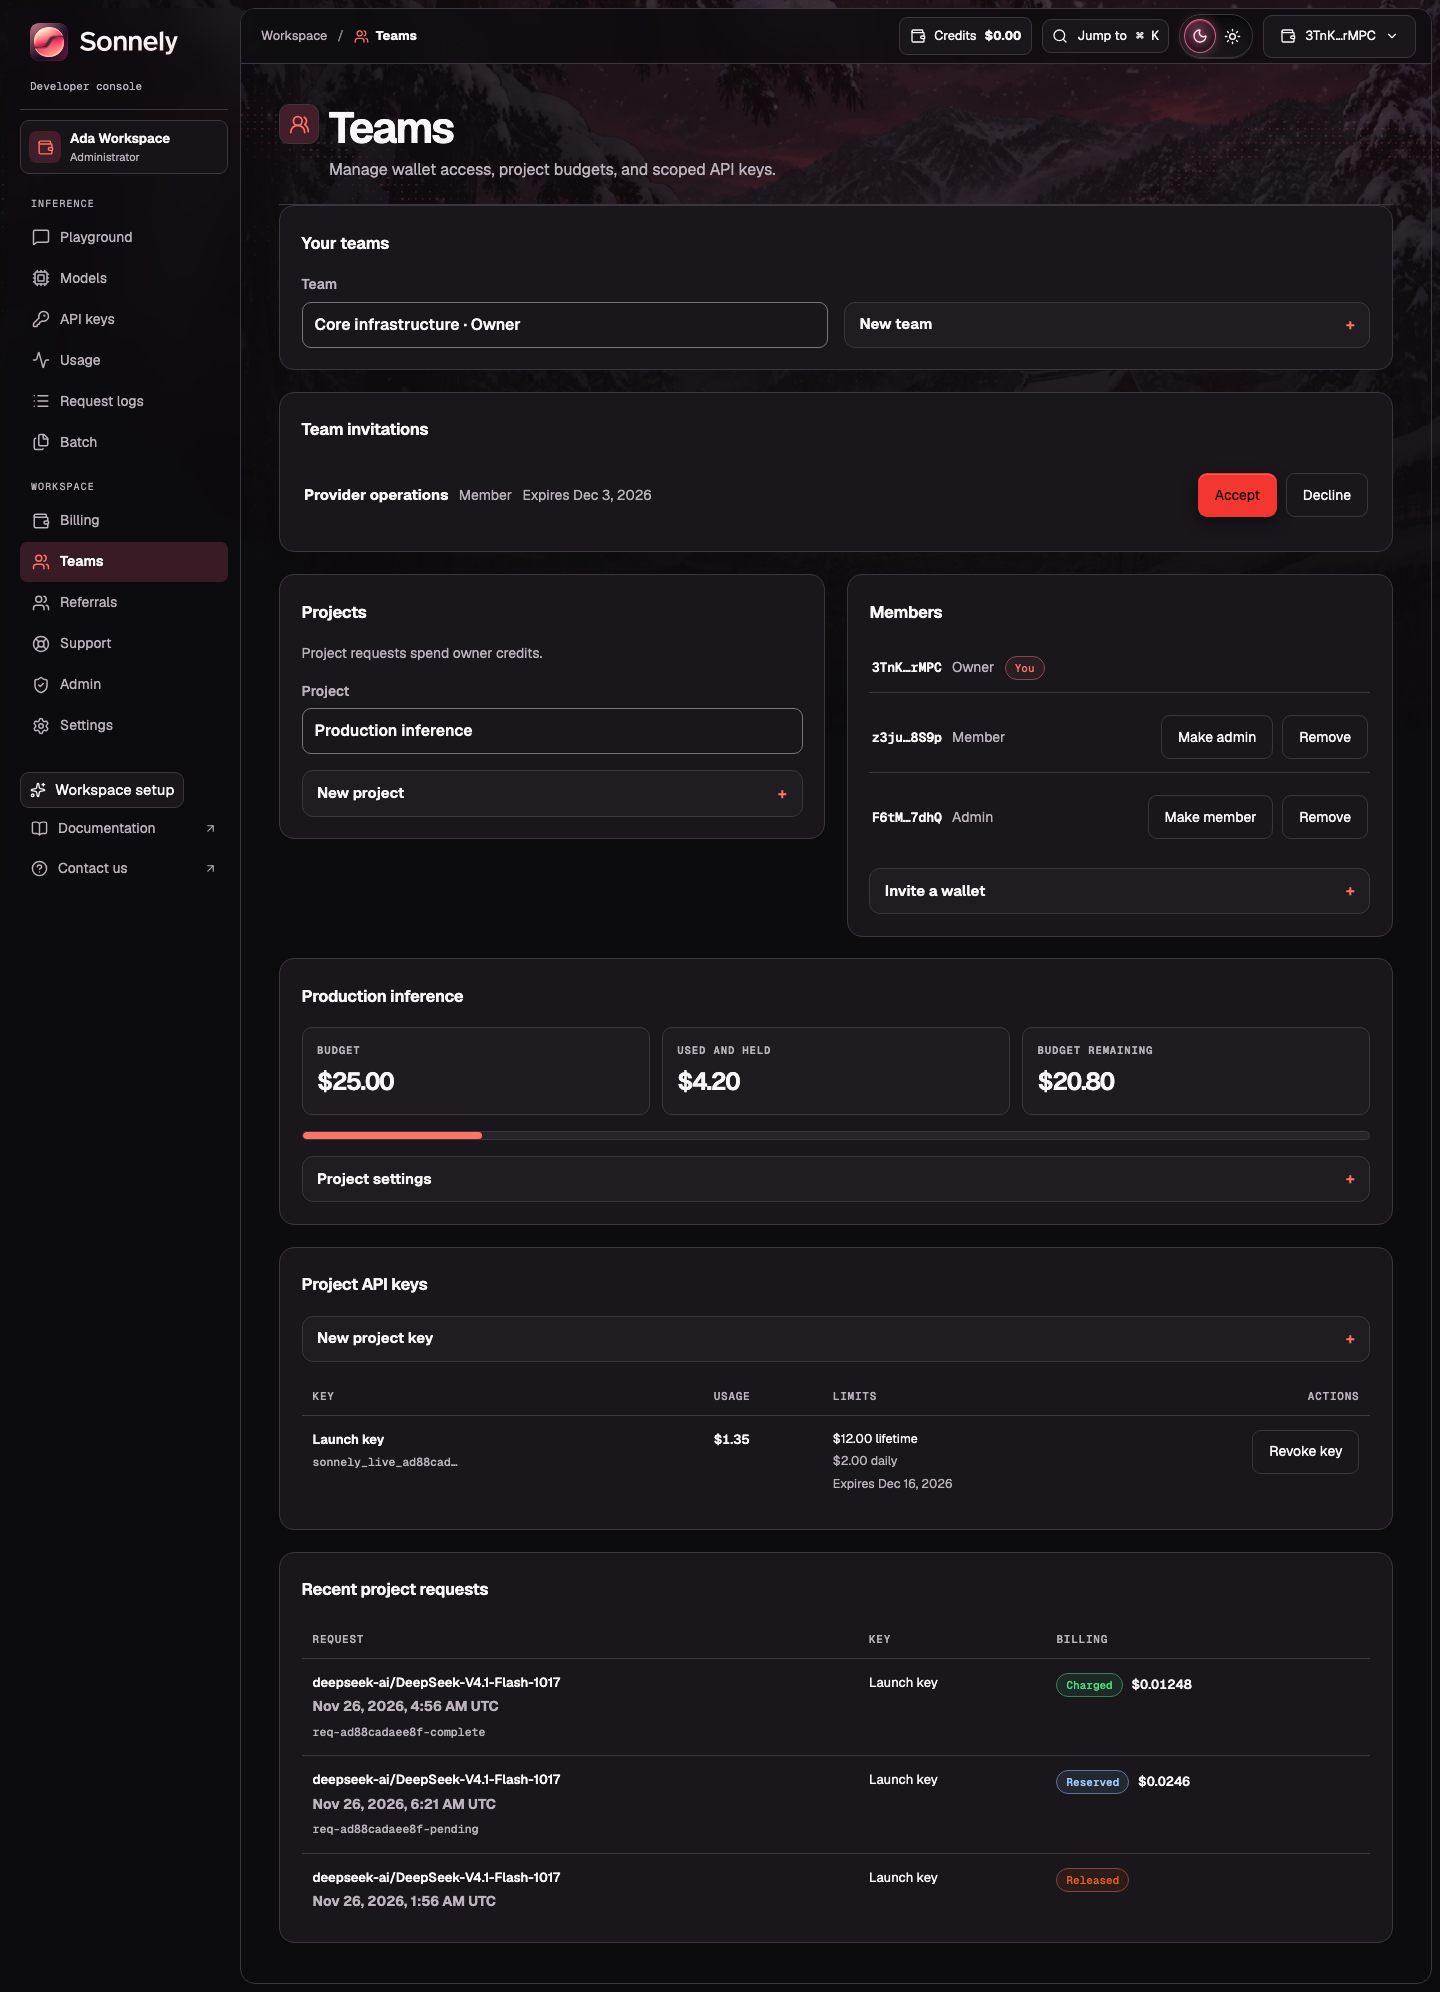 Sonnely
Developer console
Ada Workspace
Administrator
INFERENCE
Playground
Models
API keys
Usage
Request logs
Batch
WORKSPACE
Billing
Teams
Referrals
Support
Admin
Settings
Workspace setup
Documentation
Contact us
Workspace / Teams
Credits $0.00
Jump to ⌘ K
3TnK…rMPC
Teams
Manage wallet access, project budgets, and scoped API keys.
Your teams
Team
Core infrastructure · Owner
New team +
Team invitations
Provider operations Member Expires Dec 3, 2026
Accept
Decline
Projects
Project requests spend owner credits.
Project
Production inference
New project +
Members
3TnK…rMPC Owner You
z3ju…8S9p Member Make admin Remove
F6tM…7dhQ Admin Make member Remove
Invite a wallet +
Production inference
BUDGET
$25.00
USED AND HELD
$4.20
BUDGET REMAINING
$20.80
Project settings +
Project API keys
New project key +
KEY USAGE LIMITS ACTIONS
Launch key $1.35 $12.00 lifetime Revoke key
sonnely_live_ad88cad… $2.00 daily
Expires Dec 16, 2026
Recent project requests
REQUEST KEY BILLING
deepseek-ai/DeepSeek-V4.1-Flash-1017 Launch key Charged $0.01248
Nov 26, 2026, 4:56 AM UTC
req-ad88cadaee8f-complete
deepseek-ai/DeepSeek-V4.1-Flash-1017 Launch key Reserved $0.0246
Nov 26, 2026, 6:21 AM UTC
req-ad88cadaee8f-pending
deepseek-ai/DeepSeek-V4.1-Flash-1017 Launch key Released
Nov 26, 2026, 1:56 AM UTC